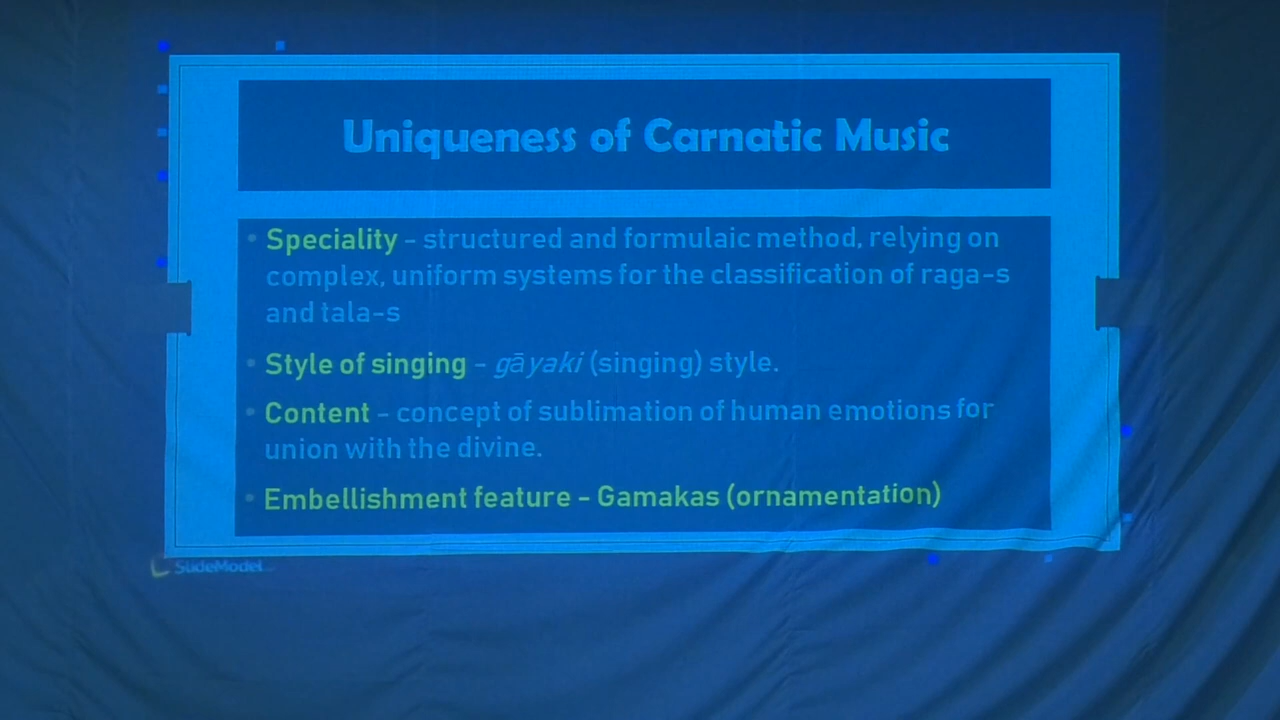 Uniqueness of Carnatic Music
• Speciality – structured and formulaic method, relying on
complex, uniform systems for the classification of raga-s
and tala-s
• Style of singing – gāyaki (singing) style.
• Content – concept of sublimation of human emotions for
union with the divine.
• Embellishment feature – Gamakas (ornamentation)
SlideModel